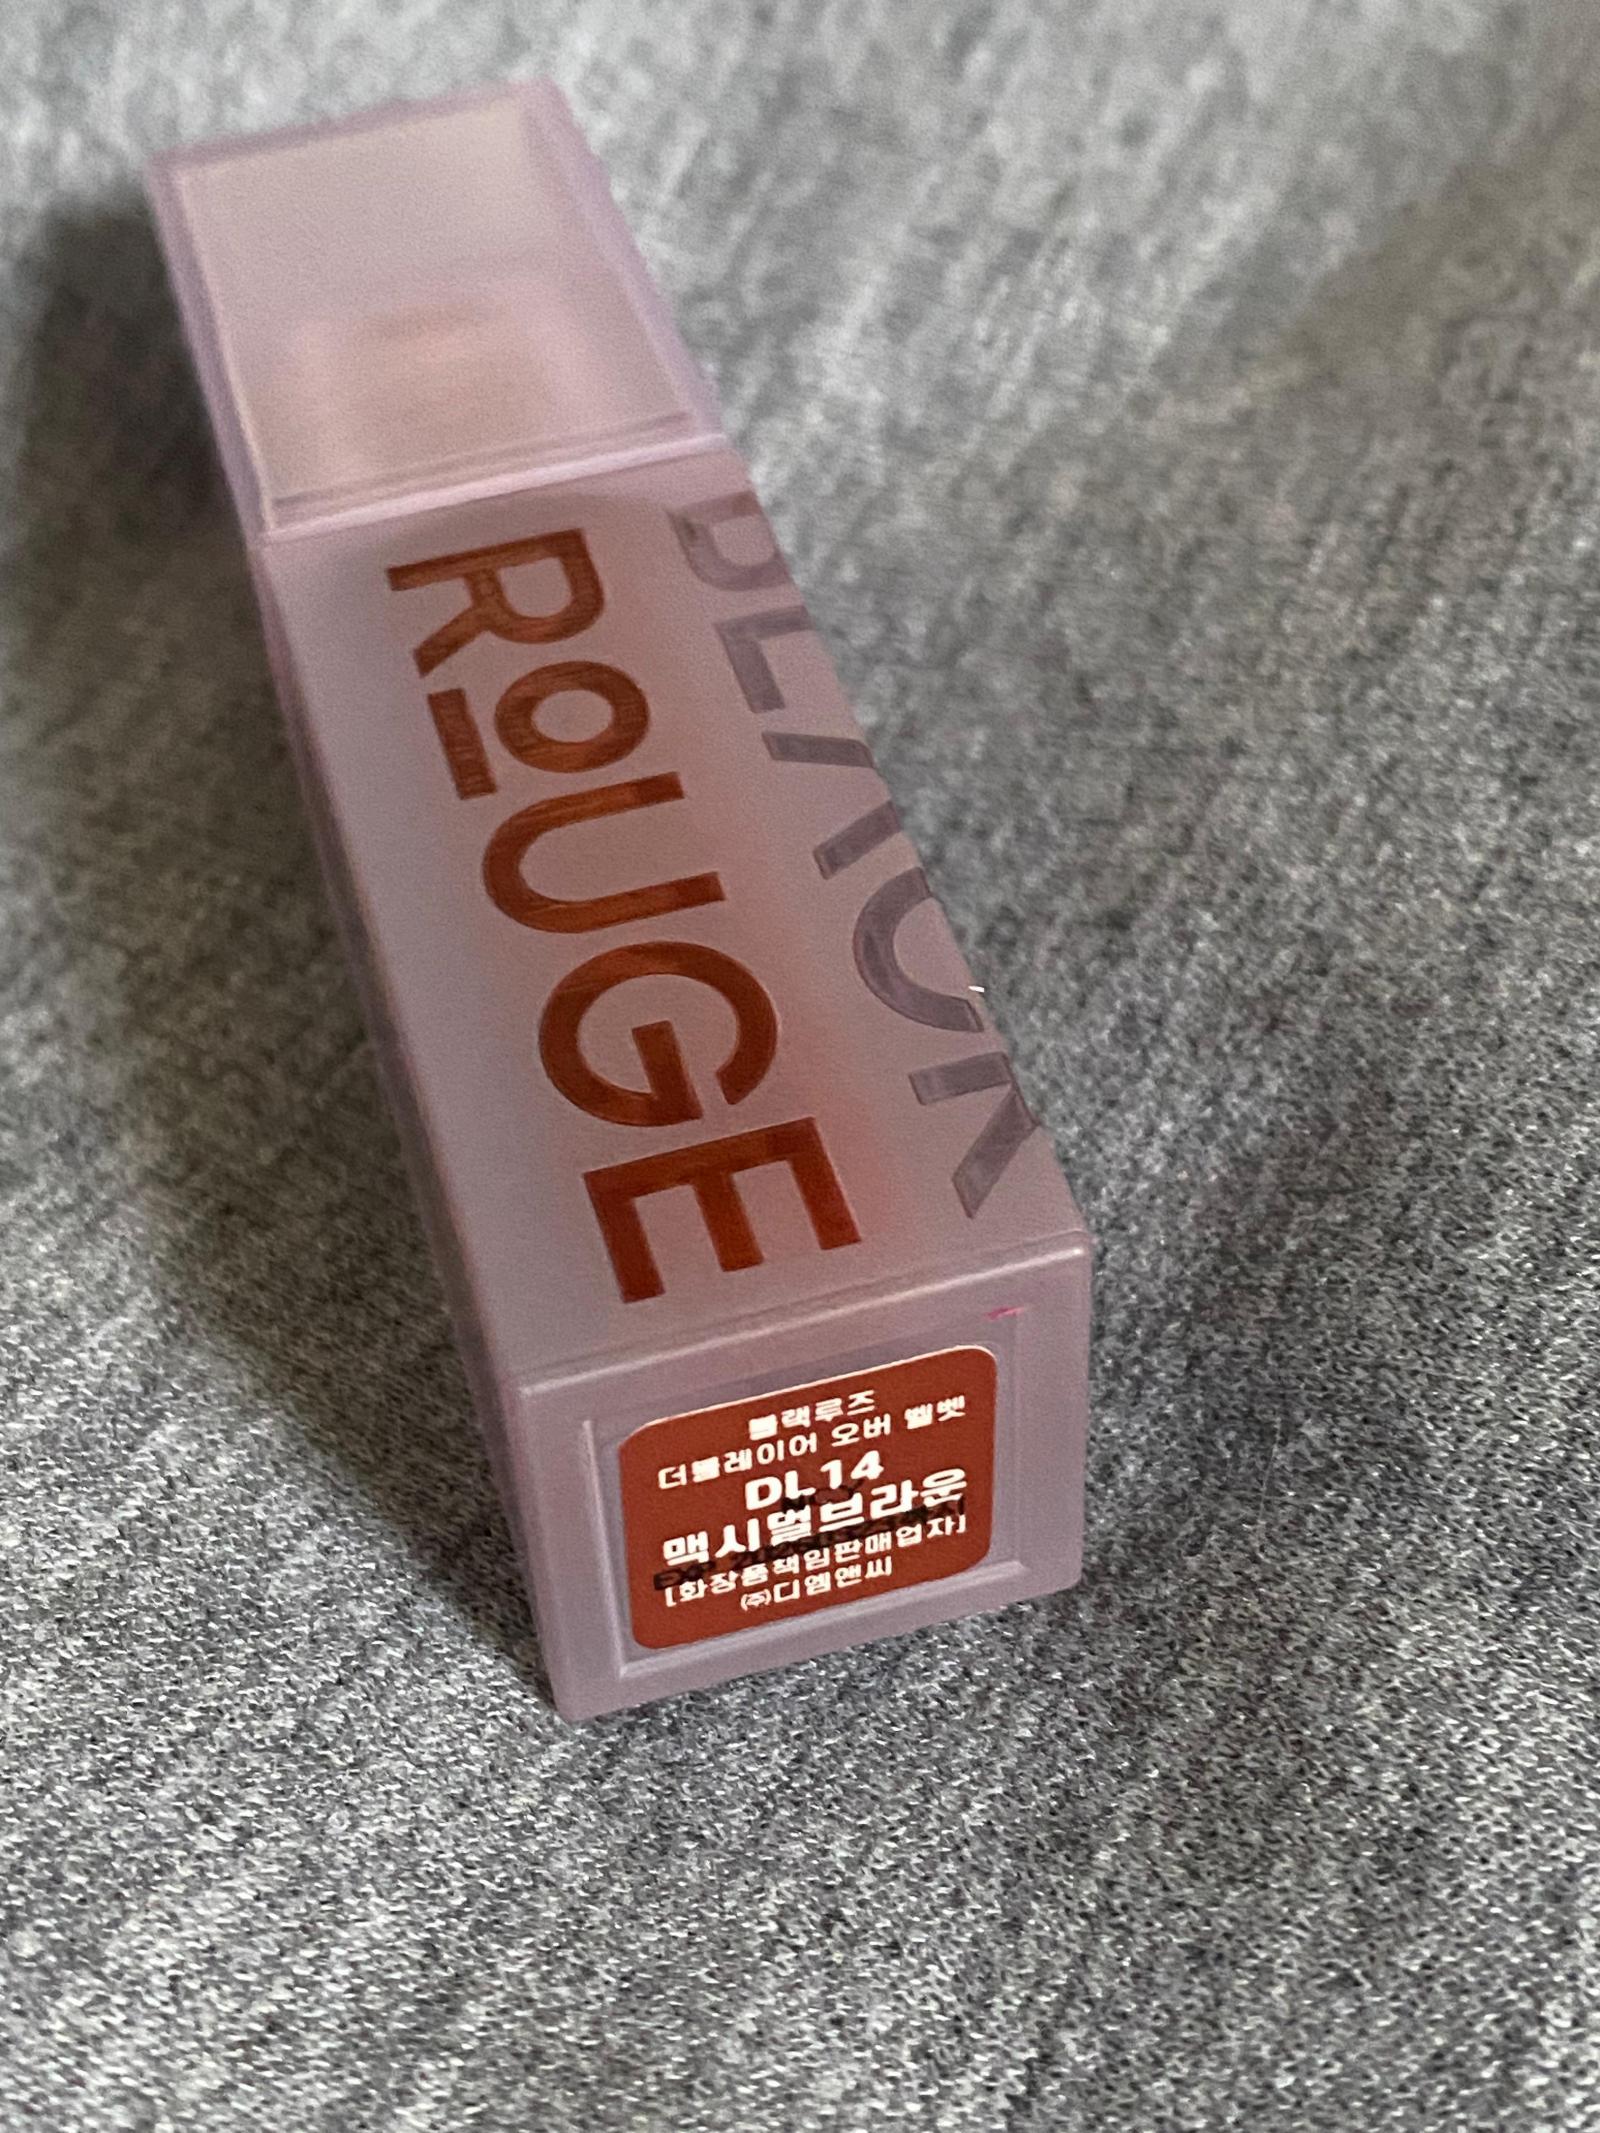 BLACK
ROUGE
블랙루즈
더블레이어 오버 벨벳
DL14
맥시멀브라운
[화장품책임판매업자]
㈜디엠앤씨
EXP